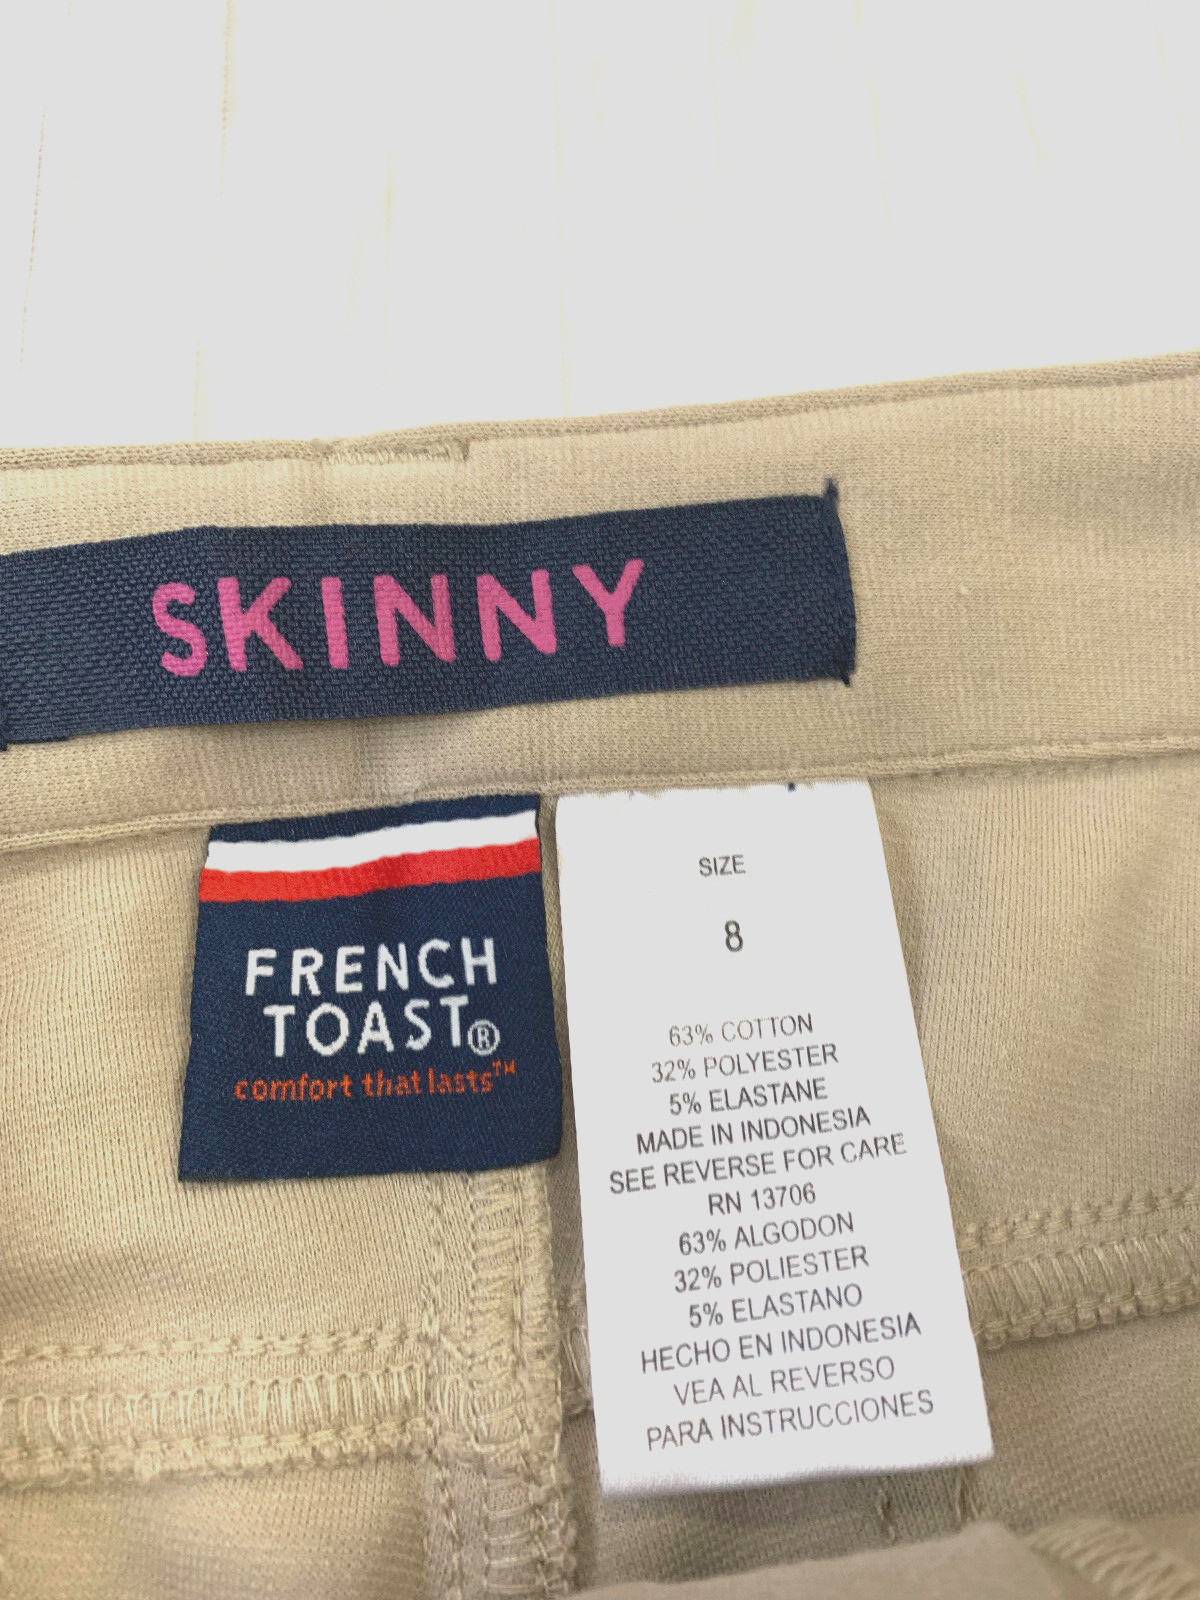 SKINNY
FRENCH
TOAST®
comfort that lasts™
SIZE
8
63% COTTON
32% POLYESTER
5% ELASTANE
MADE IN INDONESIA
SEE REVERSE FOR CARE
RN 13706
63% ALGODON
32% POLIESTER
5% ELASTANO
HECHO EN INDONESIA
VEA AL REVERSO
PARA INSTRUCCIONES